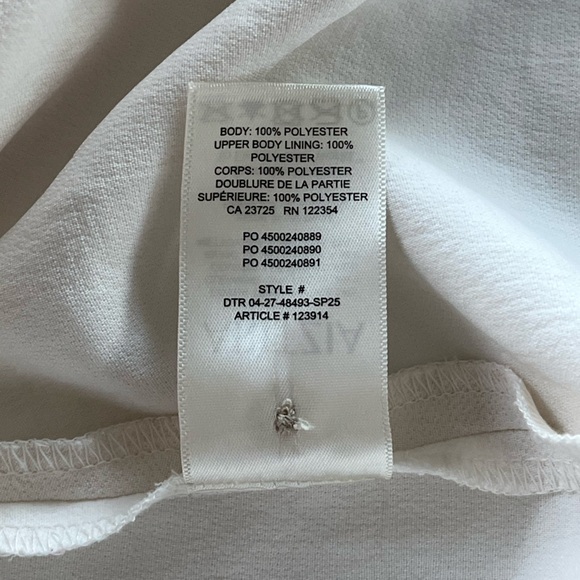 BODY: 100% POLYESTER
UPPER BODY LINING: 100%
POLYESTER
CORPS: 100% POLYESTER
DOUBLURE DE LA PARTIE
SUPÉRIEURE: 100% POLYESTER
CA 23725 RN 122354
PO 4500240889
PO 4500240890
PO 4500240891
STYLE #
DTR 04-27-48493-SP25
ARTICLE # 123914